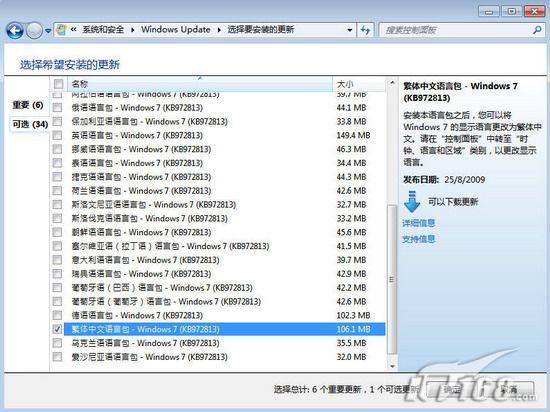 系统和安全 ▸ Windows Update ▸ 选择要安装的更新
搜索控制面板
选择希望安装的更新
重要 (6)
可选 (34)
名称 大小
阿拉伯语语言包 - Windows 7 (KB972813) 39.7 MB
俄语语言包 - Windows 7 (KB972813) 44.1 MB
保加利亚语语言包 - Windows 7 (KB972813) 33.8 MB
英语语言包 - Windows 7 (KB972813) 149.4 MB
挪威语语言包 - Windows 7 (KB972813) 46.3 MB
泰语语言包 - Windows 7 (KB972813) 34.4 MB
捷克语语言包 - Windows 7 (KB972813) 44.3 MB
荷兰语语言包 - Windows 7 (KB972813) 42.6 MB
斯洛文尼亚语语言包 - Windows 7 (KB972813) 32.7 MB
斯洛伐克语语言包 - Windows 7 (KB972813) 33.2 MB
朝鲜语语言包 - Windows 7 (KB972813) 45.9 MB
塞尔维亚语（拉丁）语言包 - Windows 7 (KB972813) 41.5 MB
意大利语语言包 - Windows 7 (KB972813) 43.9 MB
瑞典语语言包 - Windows 7 (KB972813) 42.9 MB
葡萄牙语（巴西）语言包 - Windows 7 (KB972813) 44.2 MB
葡萄牙语（葡萄牙）语言包 - Windows 7 (KB972813) 42.6 MB
德语语言包 - Windows 7 (KB972813) 102.3 MB
繁体中文语言包 - Windows 7 (KB972813) 106.1 MB
乌克兰语语言包 - Windows 7 (KB972813) 35.5 MB
爱沙尼亚语语言包 - Windows 7 (KB972813) 32.0 MB
繁体中文语言包 - Windows 7
(KB972813)
安装本语言包之后，您可以将
Windows 7 的显示语言更改为繁体中
文。请在“控制面板”中转至“时
钟、语言和区域”类别，以更改显示
语言。
发布日期: 25/8/2009
可以下载更新
详细信息
支持信息
选择总计: 6 个重要更新，1 个可选更新
确定
取消